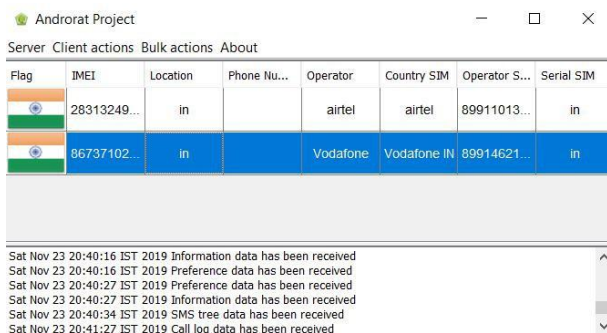 Androrat Project
Server Client actions Bulk actions About
Flag IMEI Location Phone Nu... Operator Country SIM Operator S... Serial SIM
28313249... in airtel airtel 89911013... in
86737102... in Vodafone Vodafone IN 89914621... in
Sat Nov 23 20:40:16 IST 2019 Information data has been received
Sat Nov 23 20:40:16 IST 2019 Preference data has been received
Sat Nov 23 20:40:27 IST 2019 Preference data has been received
Sat Nov 23 20:40:27 IST 2019 Information data has been received
Sat Nov 23 20:40:34 IST 2019 SMS tree data has been received
Sat Nov 23 20:41:27 IST 2019 Call log data has been received